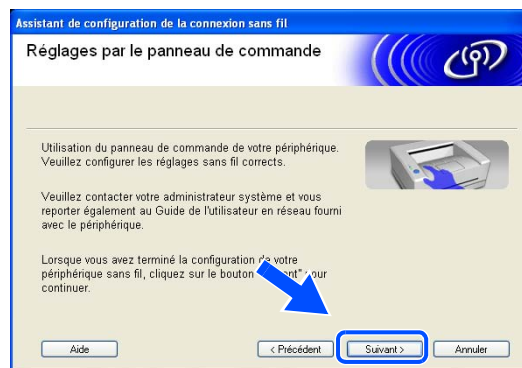 Assistant de configuration de la connexion sans fil
Réglages par le panneau de commande
Utilisation du panneau de commande de votre périphérique.
Veuillez configurer les réglages sans fil corrects.
Veuillez contacter votre administrateur système et vous
reporter également au Guide de l'utilisateur en réseau fourni
avec le périphérique.
Lorsque vous avez terminé la configuration de votre
périphérique sans fil, cliquez sur le bouton
continuer.
Aide
< Précédent
Suivant >
Annuler